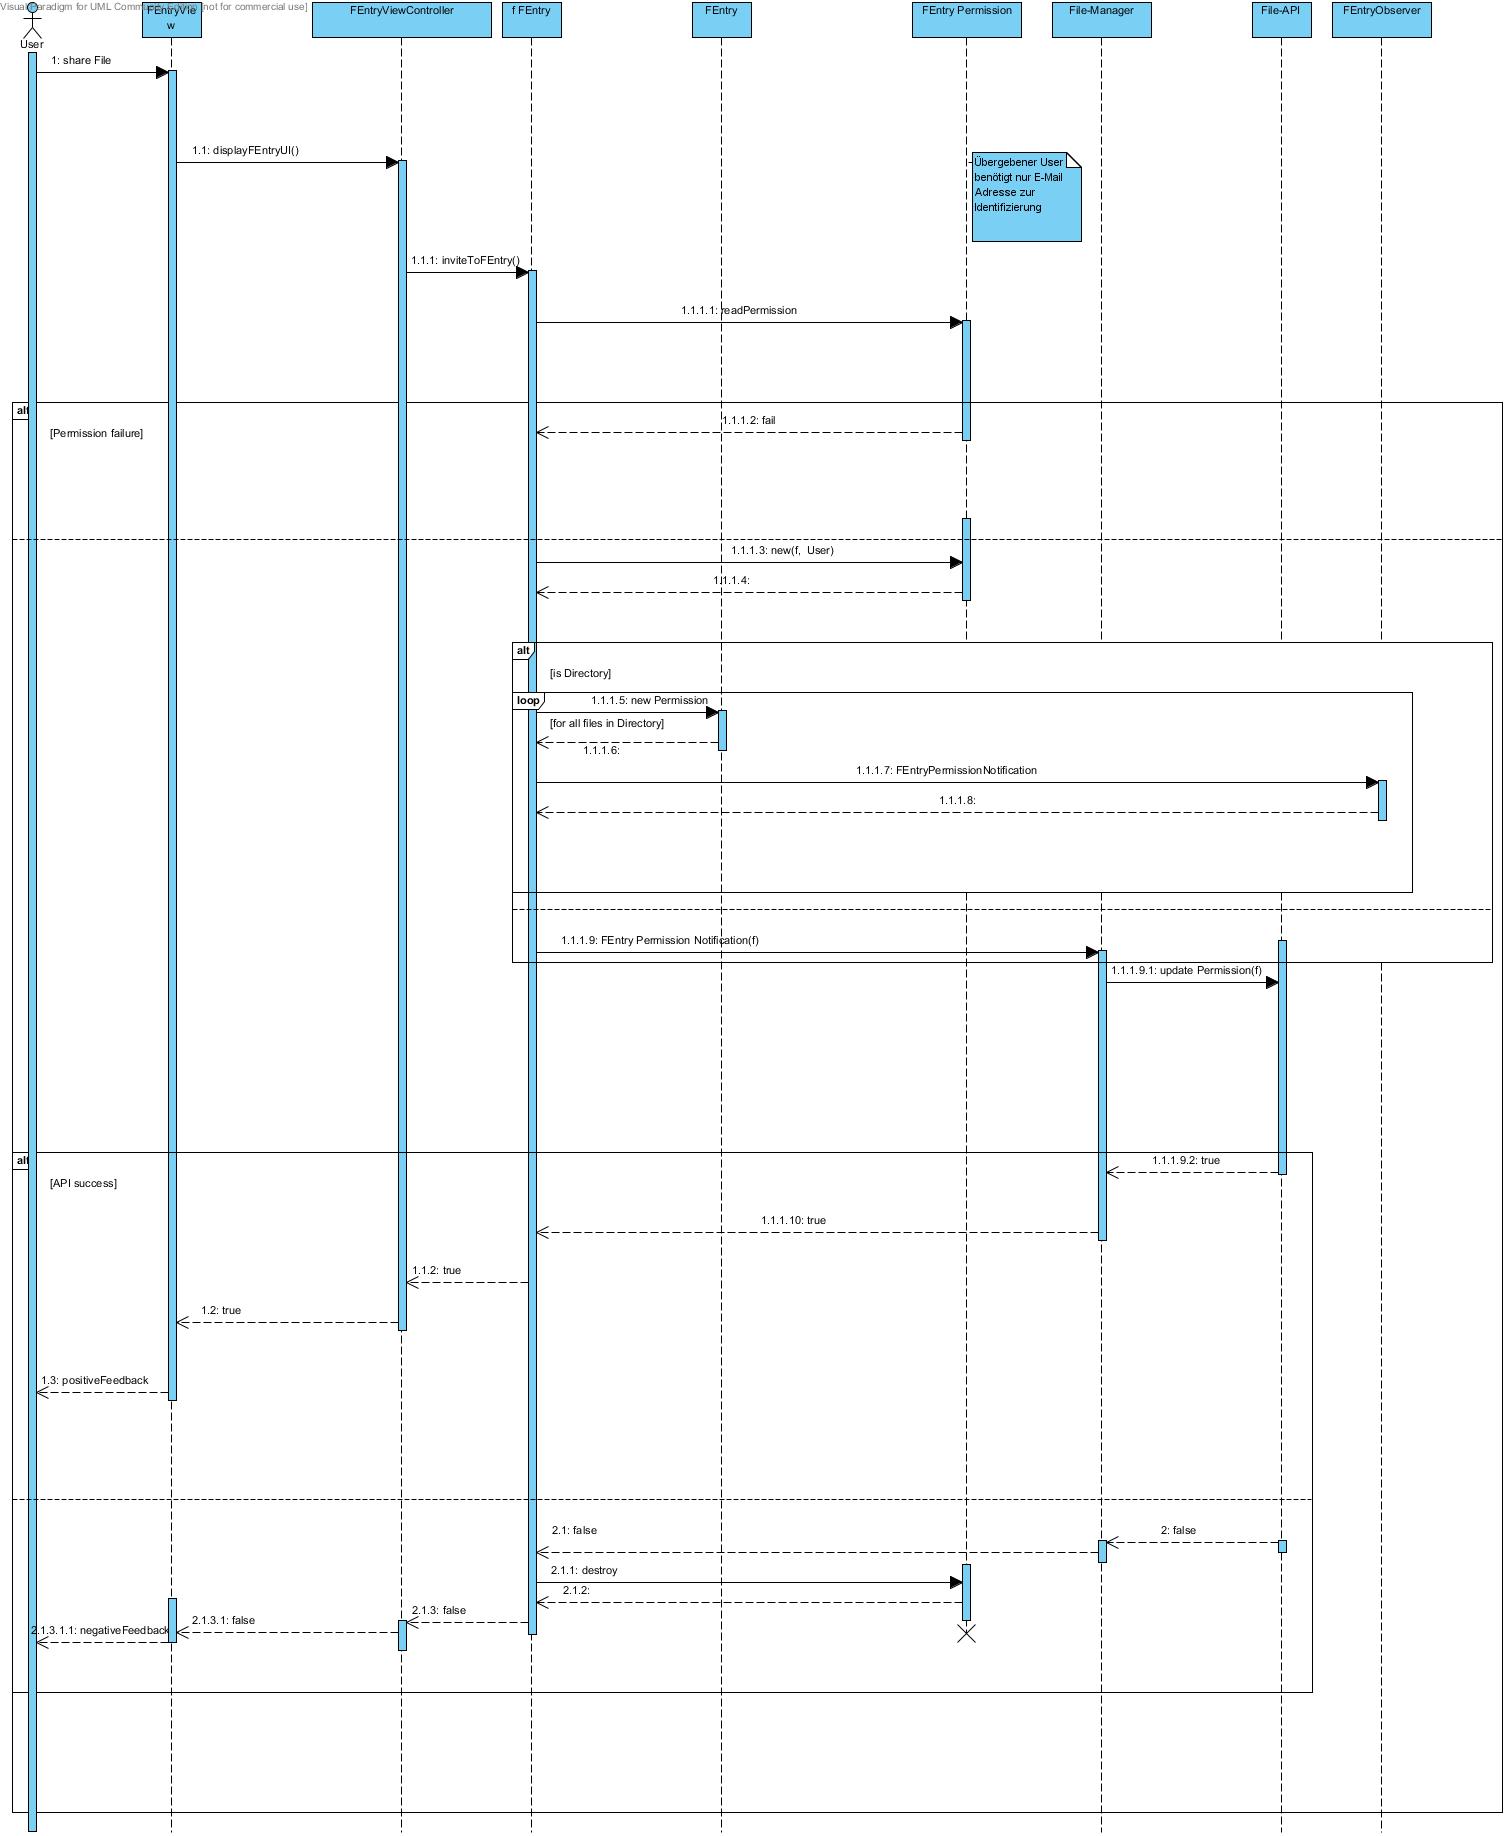 Visual Paradigm for UML Community Edition [not for commercial use]
User
FEntryVie
w
FEntryViewController
f FEntry
FEntry
FEntry Permission
File-Manager
File-API
FEntryObserver
1: share File
1.1: displayFEntryUI()
Übergebener User
benötigt nur E-Mail
Adresse zur
Identifizierung
1.1.1: inviteToFEntry()
1.1.1.1: readPermission
alt
[Permission failure]
1.1.1.2: fail
1.1.1.3: new(f, User)
1.1.1.4:
alt
[is Directory]
loop
1.1.1.5: new Permission
[for all files in Directory]
1.1.1.6:
1.1.1.7: FEntryPermissionNotification
1.1.1.8:
1.1.1.9: FEntry Permission Notification(f)
1.1.1.9.1: update Permission(f)
alt
[API success]
1.1.1.9.2: true
1.1.1.10: true
1.1.2: true
1.2: true
1.3: positiveFeedback
2.1: false
2: false
2.1.1: destroy
2.1.2:
2.1.3: false
2.1.3.1: false
2.1.3.1.1: negativeFeedback